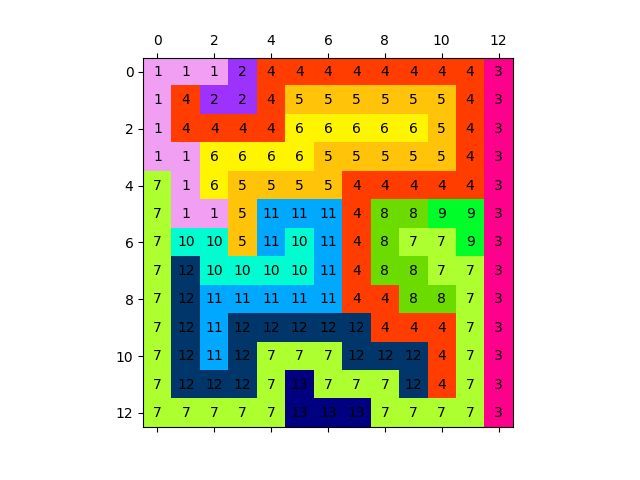 0 2 4 6 8 10 12
0 1 1 1 2 4 4 4 4 4 4 4 4 3
1 4 2 2 4 5 5 5 5 5 5 4 3
2 1 4 4 4 4 6 6 6 6 6 5 4 3
1 1 6 6 6 6 5 5 5 5 5 4 3
4 7 1 6 5 5 5 5 4 4 4 4 4 3
7 1 1 5 11 11 11 4 8 8 9 9 3
6 7 10 10 5 11 10 11 4 8 7 7 9 3
7 12 10 10 10 10 11 4 8 8 7 7 3
8 7 12 11 11 11 11 11 4 4 8 8 7 3
7 12 11 12 12 12 12 12 4 4 4 7 3
10 7 12 11 12 7 7 7 12 12 12 4 7 3
7 12 12 12 7 13 7 7 7 12 4 7 3
12 7 7 7 7 7 13 13 13 7 7 7 7 3